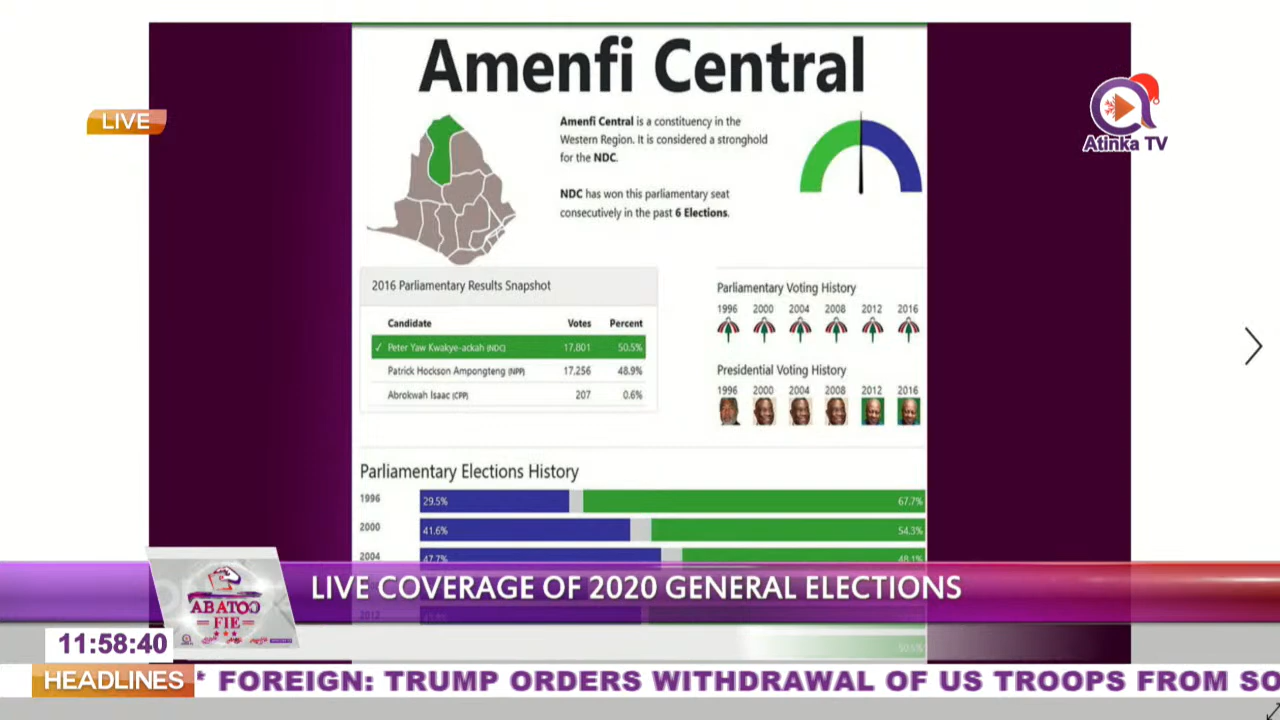 Amenfi Central
LIVE
Amenfi Central is a constituency in the
Western Region. It is considered a stronghold
for the NDC.
NDC has won this parliamentary seat
consecutively in the past 6 Elections.
Atinka TV
2016 Parliamentary Results Snapshot
Candidate Votes Percent
✓ Peter Yaw Kwakye-ackah (NDC) 17,801 50.5%
Patrick Hockson Ampongteng (NPP) 17,256 48.9%
Abrokwah Isaac (CPP) 207 0.6%
Parliamentary Voting History
1996 2000 2004 2008 2012 2016
Presidential Voting History
1996 2000 2004 2008 2012 2016
Parliamentary Elections History
1996 29.5% 67.7%
2000 41.6% 54.3%
2004 47.7% 48.1%
LIVE COVERAGE OF 2020 GENERAL ELECTIONS
ABATOO
FIE
2012
50.5%
11:58:40
HEADLINES * FOREIGN: TRUMP ORDERS WITHDRAWAL OF US TROOPS FROM SO